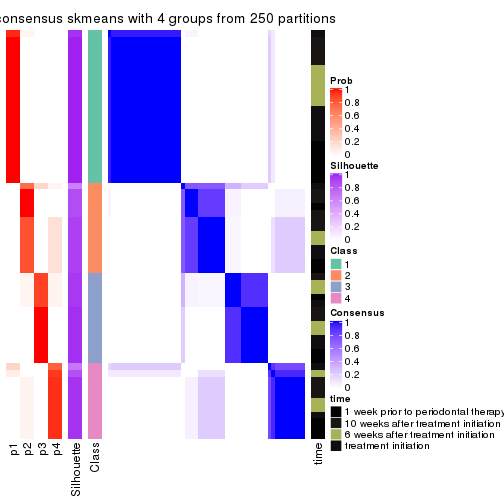 consensus skmeans with 4 groups from 250 partitions
Prob
1
0.8
0.6
0.4
0.2
0
Silhouette
1
0.8
0.6
0.4
0.2
0
Class
1
2
3
4
Consensus
1
0.8
0.6
0.4
0.2
0
time
1 week prior to periodontal therapy
10 weeks after treatment initiation
6 weeks after treatment initiation
treatment initiation
p1
p2
p3
p4
Silhouette
Class
time